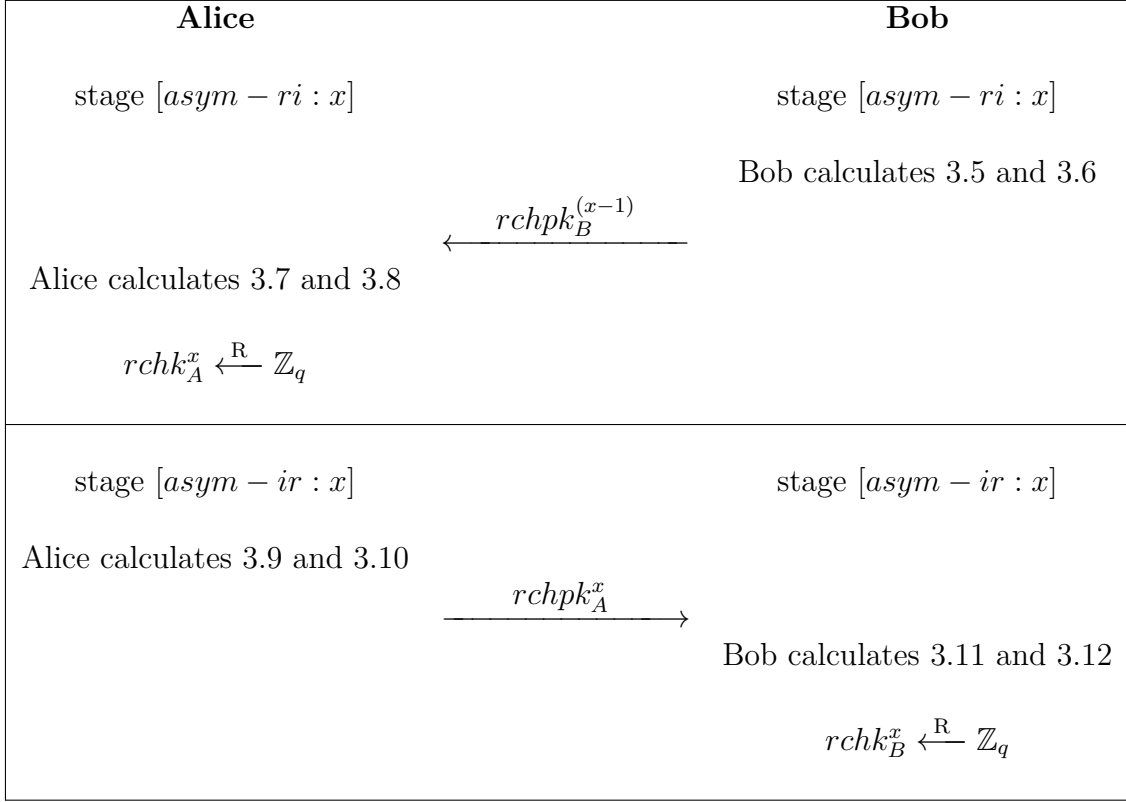 Alice Bob
stage [asym − ri : x] stage [asym − ri : x]
Bob calculates 3.5 and 3.6
rchpk_B^{(x−1)}
Alice calculates 3.7 and 3.8
rchk_A^x ←R ℤ_q
stage [asym − ir : x] stage [asym − ir : x]
Alice calculates 3.9 and 3.10
rchpk_A^x
Bob calculates 3.11 and 3.12
rchk_B^x ←R ℤ_q